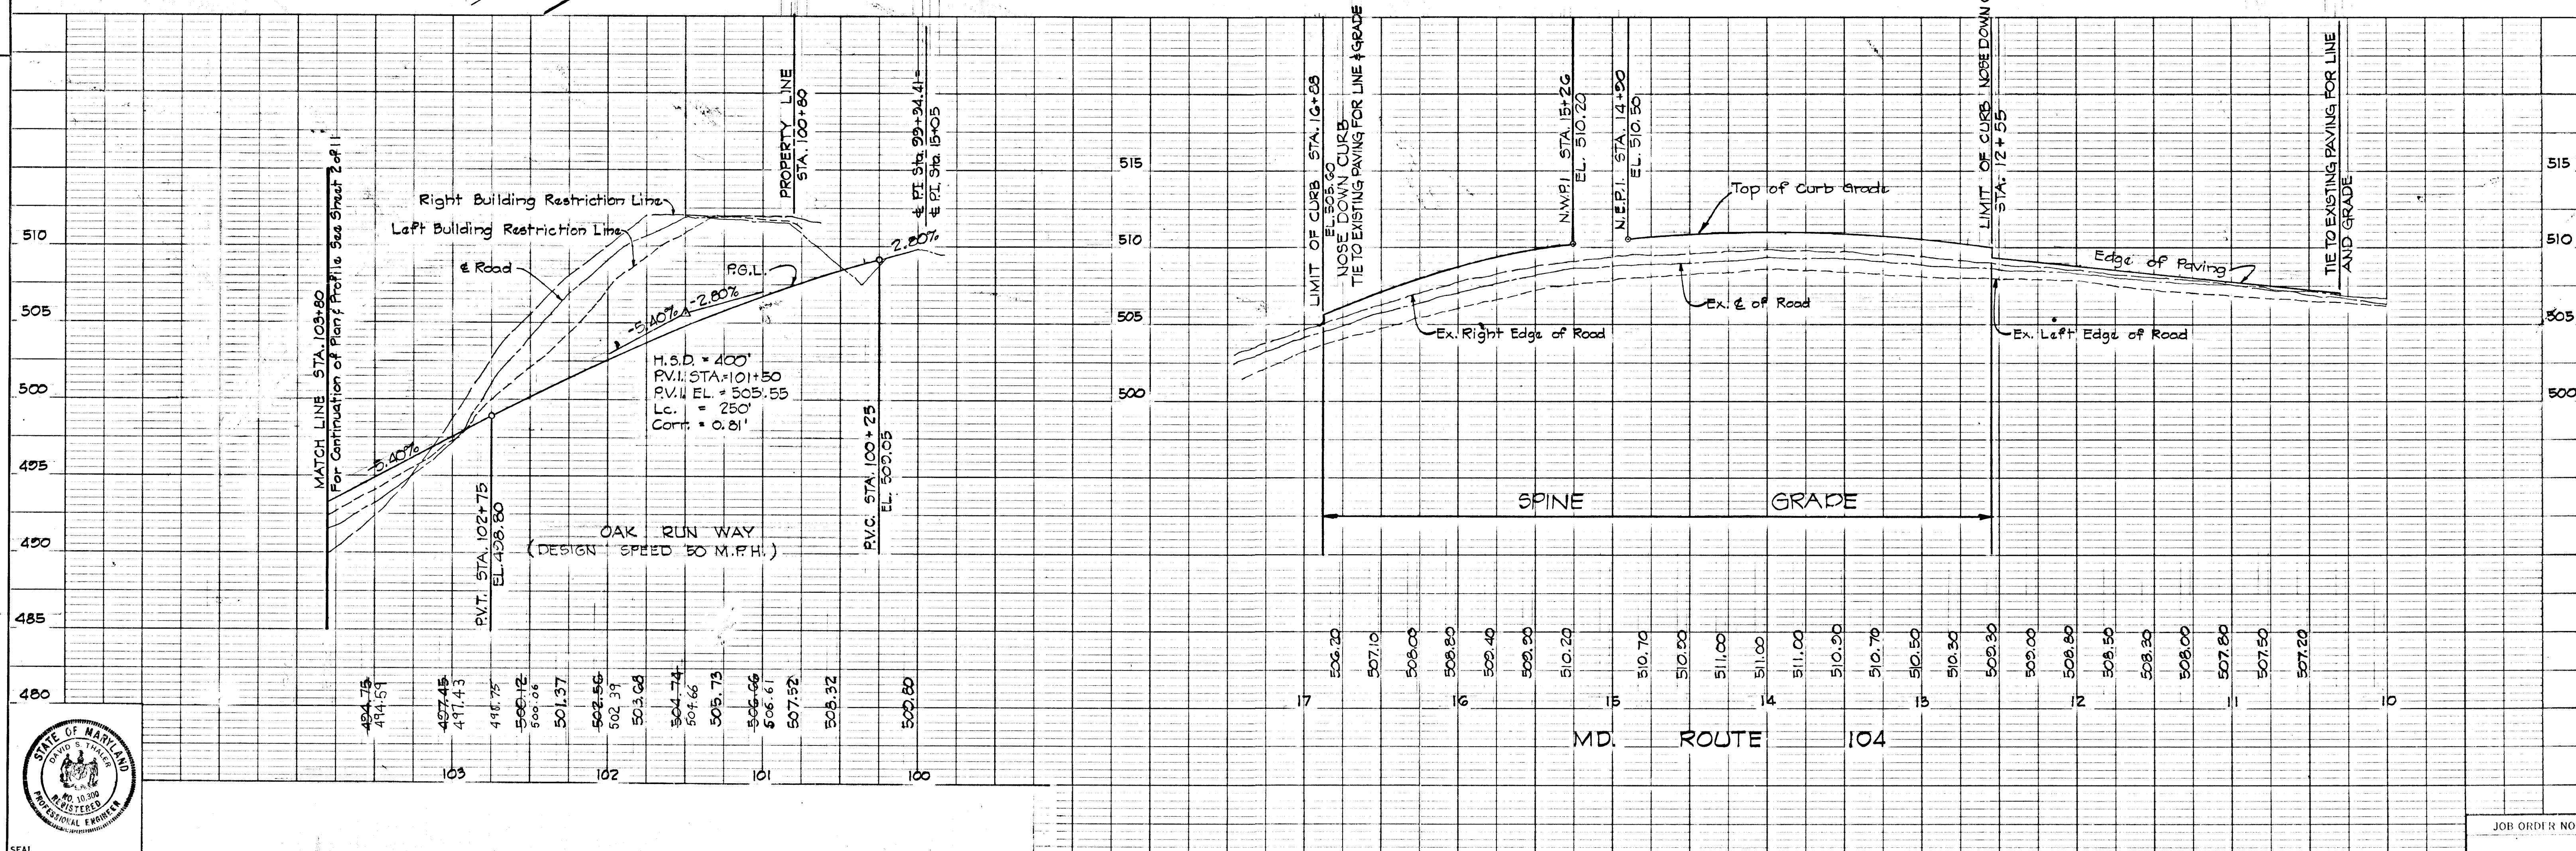 515
510
505
500
495
490
485
480
MATCH LINE STA. 103+80
For Continuation of Plan & Profile See Sheet 2 of 11
Right Building Restriction Line
Left Building Restriction Line
℄ Road
P.G.L.
-5.40%
-2.80%
2.80%
-5.40%
H.S.D. = 400'
P.V.I. STA.=101+50
P.V.I. EL. = 505.55
Lc. = 250'
Corr. = 0.81'
PROPERTY LINE
STA. 100+80
℄ P.I. Sta. 99+94.41=
℄ P.I. Sta. 15+05
P.V.T. STA. 102+75
EL. 498.80
P.V.C. STA. 100+25
EL. 509.05
OAK RUN WAY
(DESIGN SPEED 50 M.P.H.)
494.75
494.59
497.45
497.43
498.75
500.12
500.06
501.37
502.56
502.39
503.68
504.74
504.66
505.73
506.66
506.61
507.52
508.32
509.80
103
102
101
100
LIMIT OF CURB STA. 16+88
EL. 505.60
NOSE DOWN CURB
TIE TO EXISTING PAVING FOR LINE & GRADE
N.W.P.I. STA. 15+26
EL. 510.20
N.E.P.I. STA. 14+90
EL. 510.50
Top of Curb Grade
LIMIT OF CURB NOSE DOWN
STA. 12+55
TIE TO EXISTING PAVING FOR LINE
AND GRADE
Edge of Paving
Ex. Right Edge of Road
Ex. ℄ of Road
Ex. Left Edge of Road
515
510
505
500
SPINE GRADE
506.20
507.10
508.00
508.80
509.40
509.90
510.20
510.70
510.90
511.00
511.00
511.00
510.90
510.70
510.50
510.30
509.30
509.00
508.80
508.50
508.30
508.00
507.80
507.50
507.20
17
16
15
14
13
12
11
10
MD. ROUTE 104
STATE OF MARYLAND
DAVID S. THALER
NO. 10,300
REGISTERED
PROFESSIONAL ENGINEER
SEAL
JOB ORDER NO